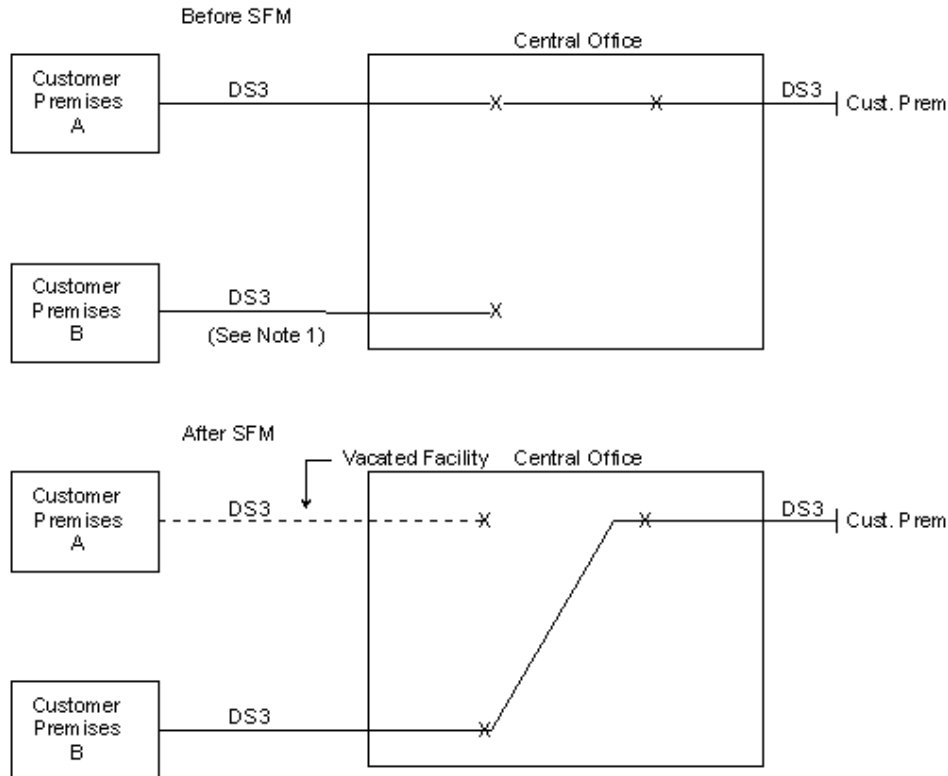 Before SFM
Central Office
Customer
Premises
A
DS3
X
X
DS3
Cust. Prem
Customer
Premises
B
DS3
(See Note 1)
X
After SFM
Vacated Facility
Central Office
Customer
Premises
A
DS3
X
X
DS3
Cust. Prem
Customer
Premises
B
DS3
X